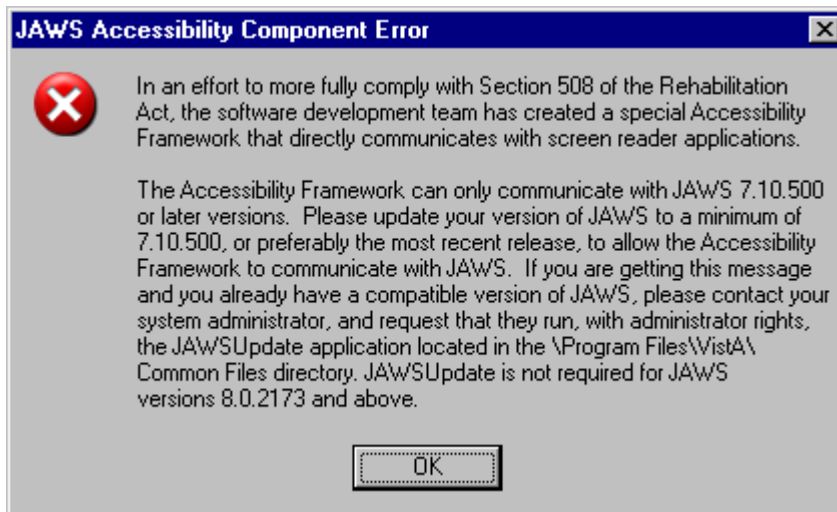 JAWS Accessibility Component Error
In an effort to more fully comply with Section 508 of the Rehabilitation
Act, the software development team has created a special Accessibility
Framework that directly communicates with screen reader applications.
The Accessibility Framework can only communicate with JAWS 7.10.500
or later versions.  Please update your version of JAWS to a minimum of
7.10.500, or preferably the most recent release, to allow the Accessibility
Framework to communicate with JAWS.  If you are getting this message
and you already have a compatible version of JAWS, please contact your
system administrator, and request that they run, with administrator rights,
the JAWSUpdate application located in the \Program Files\VistA\
Common Files directory. JAWSUpdate is not required for JAWS
versions 8.0.2173 and above.
OK